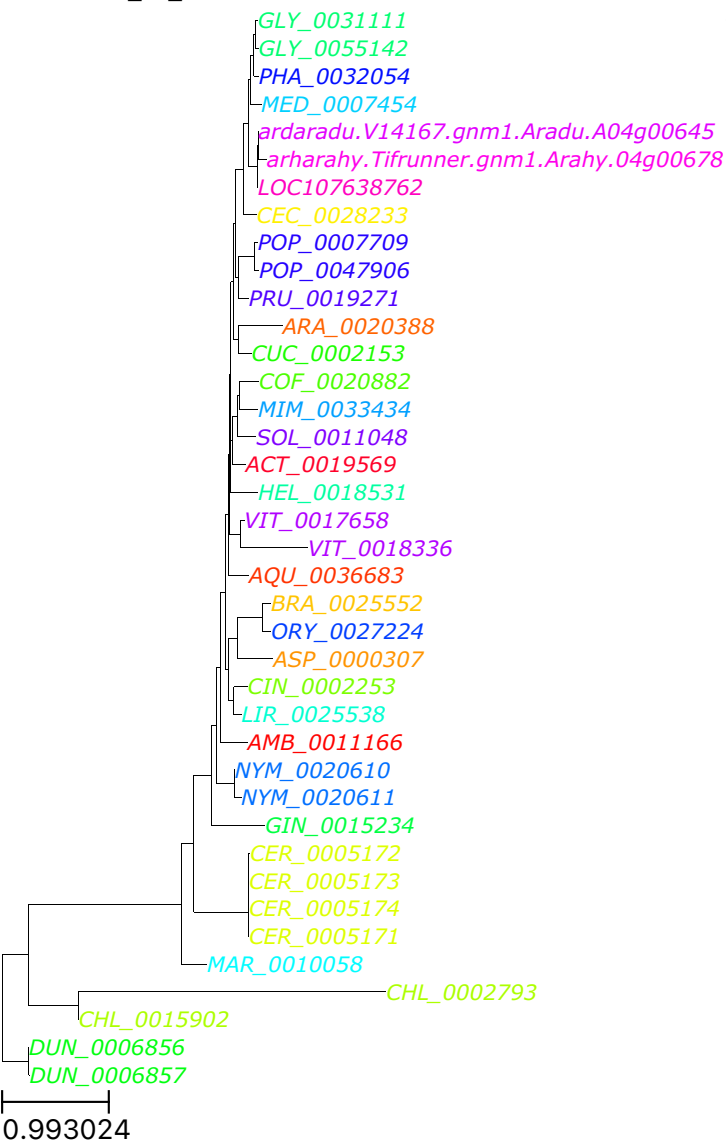 GLY_0031111
GLY_0055142
PHA_0032054
MED_0007454
ardaradu.V14167.gnm1.Aradu.A04g00645
arharahy.Tifrunner.gnm1.Arahy.04g00678
LOC107638762
CEC_0028233
POP_0007709
POP_0047906
PRU_0019271
ARA_0020388
CUC_0002153
COF_0020882
MIM_0033434
SOL_0011048
ACT_0019569
HEL_0018531
VIT_0017658
VIT_0018336
AQU_0036683
BRA_0025552
ORY_0027224
ASP_0000307
CIN_0002253
LIR_0025538
AMB_0011166
NYM_0020610
NYM_0020611
GIN_0015234
CER_0005172
CER_0005173
CER_0005174
CER_0005171
MAR_0010058
CHL_0002793
CHL_0015902
DUN_0006856
DUN_0006857
0.993024